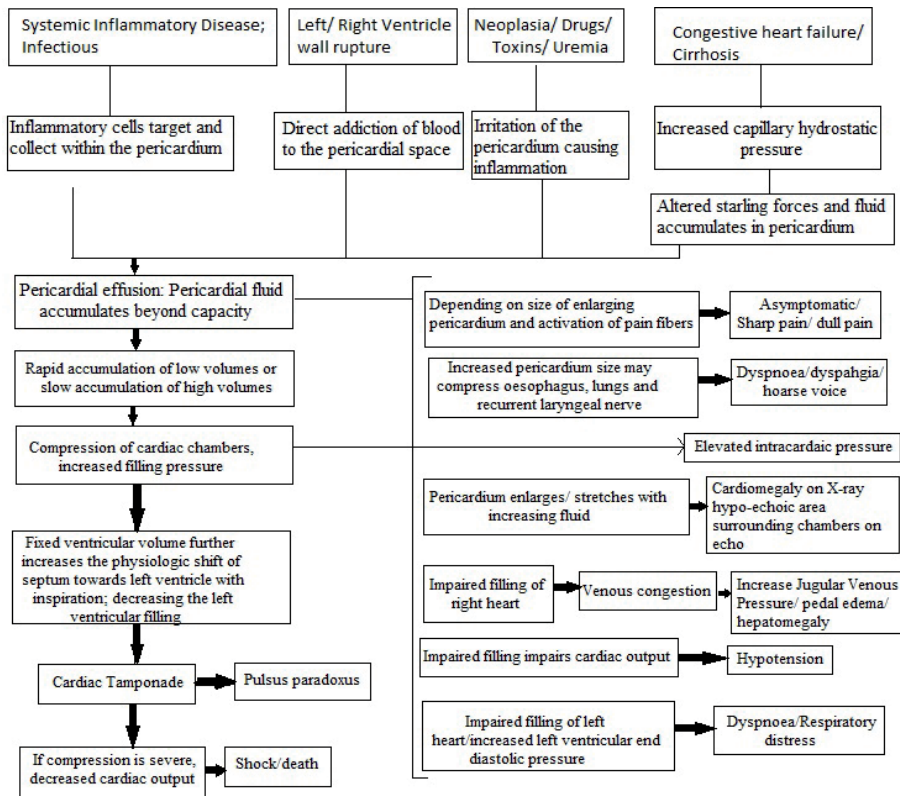 Systemic Inflammatory Disease;
Infectious
Left/ Right Ventricle
wall rupture
Neoplasia/ Drugs/
Toxins/ Uremia
Congestive heart failure/
Cirrhosis
Inflammatory cells target and
collect within the pericardium
Direct addiction of blood
to the pericardial space
Irritation of the
pericardium causing
inflammation
Increased capillary hydrostatic
pressure
Altered starling forces and fluid
accumulates in pericardium
Pericardial effusion: Pericardial fluid
accumulates beyond capacity
Rapid accumulation of low volumes or
slow accumulation of high volumes
Compression of cardiac chambers,
increased filling pressure
Fixed ventricular volume further
increases the physiologic shift of
septum towards left ventricle with
inspiration; decreasing the left
ventricular filling
Cardiac Tamponade
Pulsus paradoxus
If compression is severe,
decreased cardiac output
Shock/death
Depending on size of enlarging
pericardium and activation of pain fibers
Asymptomatic/
Sharp pain/ dull pain
Increased pericardium size may
compress oesophagus, lungs and
recurrent laryngeal nerve
Dyspnoea/dyspahgia/
hoarse voice
Elevated intracardaic pressure
Pericardium enlarges/ stretches with
increasing fluid
Cardiomegaly on X-ray
hypo-echoic area
surrounding chambers on
echo
Impaired filling of
right heart
Venous congestion
Increase Jugular Venous
Pressure/ pedal edema/
hepatomegaly
Impaired filling impairs cardiac output
Hypotension
Impaired filling of left
heart/increased left ventricular end
diastolic pressure
Dyspnoea/Respiratory
distress